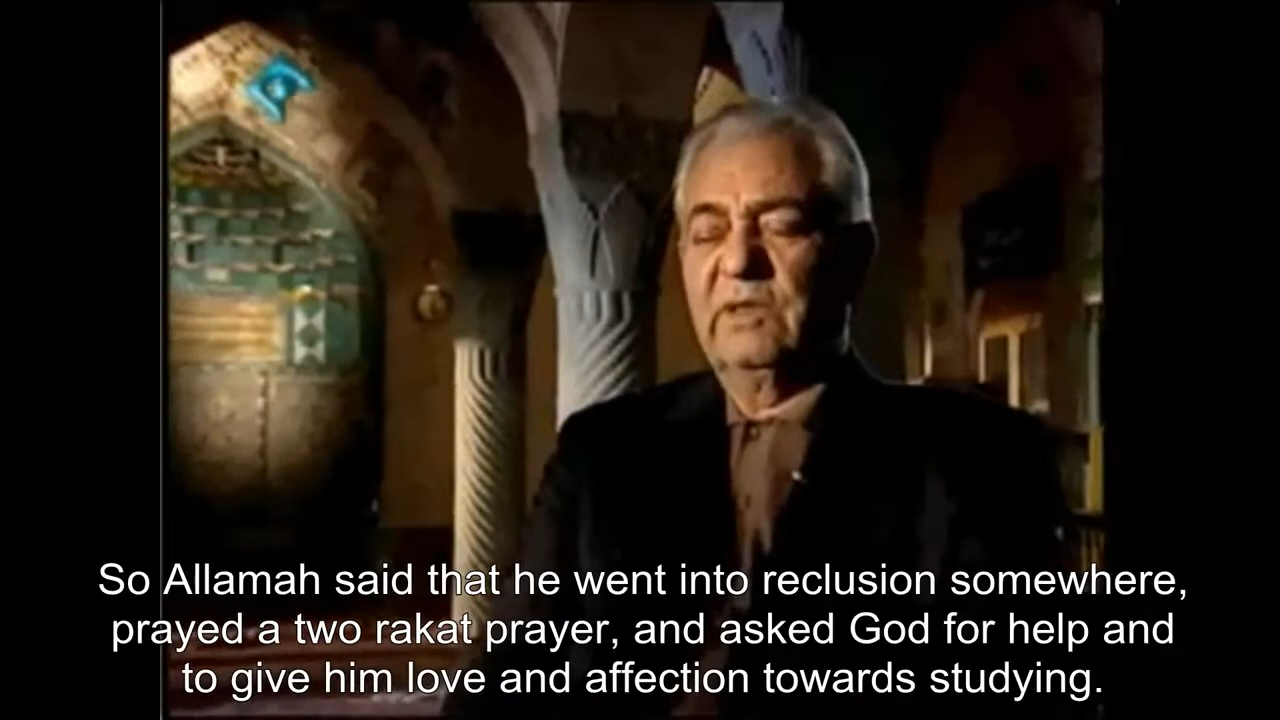 So Allamah said that he went into reclusion somewhere,
prayed a two rakat prayer, and asked God for help and
to give him love and affection towards studying.